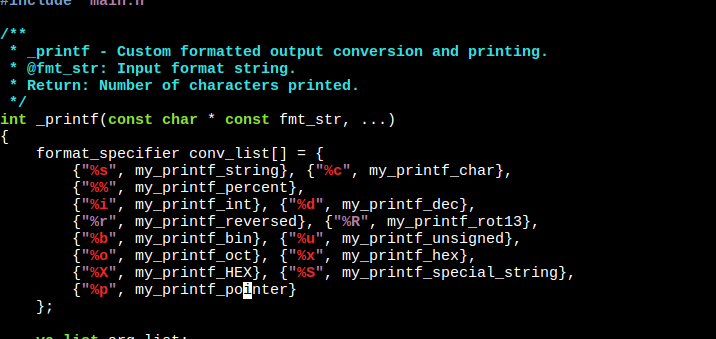 #include "main.h"
/**
 * _printf - Custom formatted output conversion and printing.
 * @fmt_str: Input format string.
 * Return: Number of characters printed.
 */
int _printf(const char * const fmt_str, ...)
{
    format_specifier conv_list[] = {
        {"%s", my_printf_string}, {"%c", my_printf_char},
        {"%%", my_printf_percent},
        {"%i", my_printf_int}, {"%d", my_printf_dec},
        {"%r", my_printf_reversed}, {"%R", my_printf_rot13},
        {"%b", my_printf_bin}, {"%u", my_printf_unsigned},
        {"%o", my_printf_oct}, {"%x", my_printf_hex},
        {"%X", my_printf_HEX}, {"%S", my_printf_special_string},
        {"%p", my_printf_pointer}
    };
    va_list arg_list;